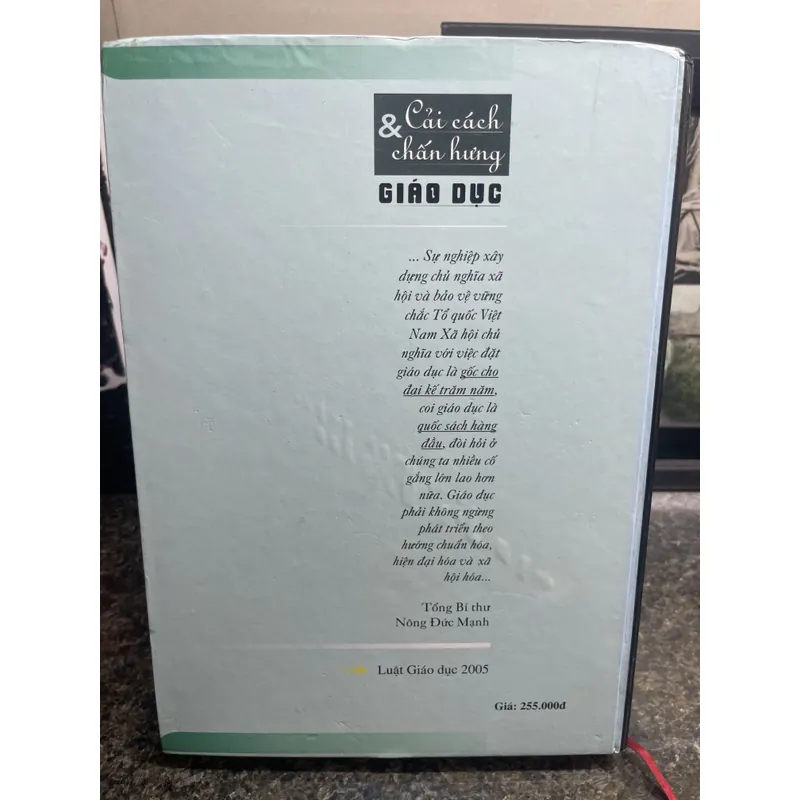 Cải cách
& chấn hưng
GIÁO DỤC
... Sự nghiệp xây
dựng chủ nghĩa xã
hội và bảo vệ vững
chắc Tổ quốc Việt
Nam Xã hội chủ
nghĩa với việc đặt
giáo dục là gốc cho
đai kế trăm năm,
coi giáo dục là
quốc sách hàng
đầu, đòi hỏi ở
chúng ta nhiều cố
gắng lớn lao hơn
nữa. Giáo dục
phải không ngừng
phát triển theo
hướng chuẩn hóa,
hiện đại hóa và xã
hội hóa...
Tổng Bí thư
Nông Đức Mạnh
Luật Giáo dục 2005
Giá: 255.000đ